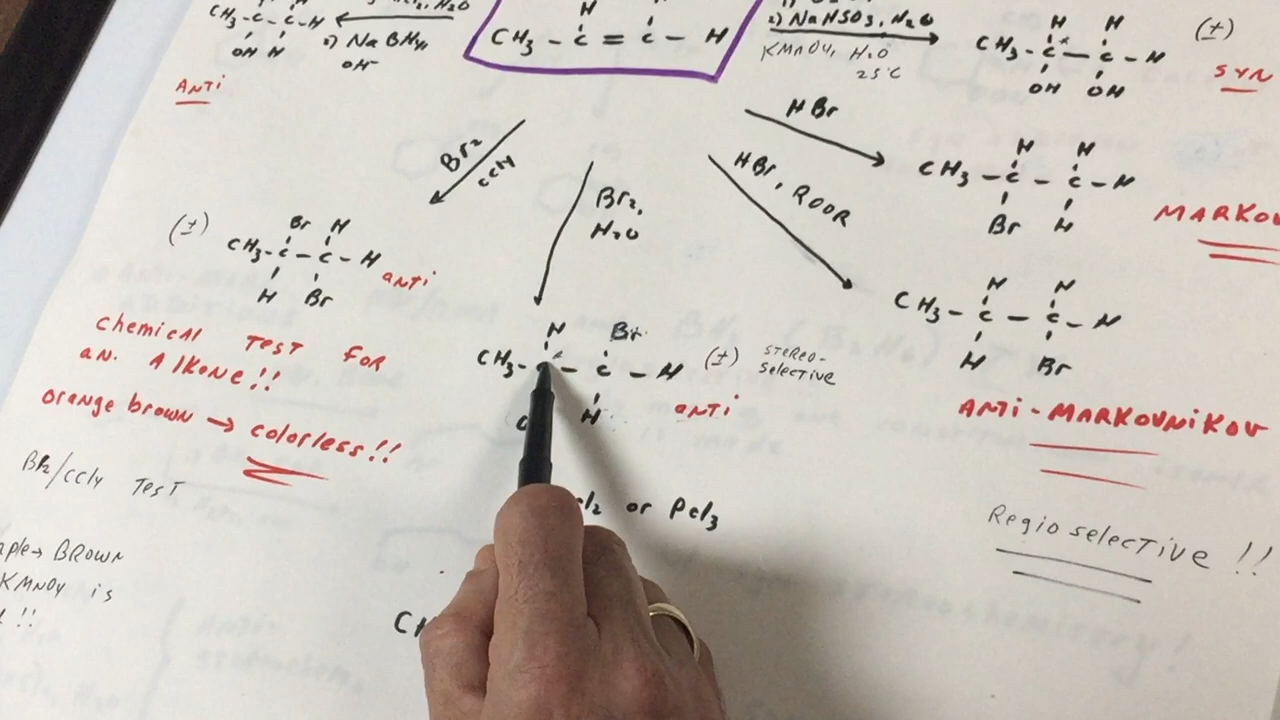 CH3-C-C-H
OH H
2) NaBH4,
OH-
ANTi
H
CH3-C=C-H
2) NaHSO3, H2O
KMnO4, H2O
25°C
H H
CH3-C*-C-H
OH OH
(±)
SYN
Br2
CCl4
Br2,
H2O
HBr
HBr, ROOR
H H
CH3-C-C-H
Br H
MARKOV
(±)
Br H
CH3-C-C-H
H Br
anTi
H H
CH3-C-C-H
H Br
ANTi-MARKOVNiKOV
Regioselective!!
chemical TesT FoR
an. Alkene!!
orange brown → colorless!!
Br2/CCl4 TesT
H Br
CH3-C*-C-H
H
(±) STEReo-
selective
anTi
or PCl3
BROWN
KMnO4 is
!!